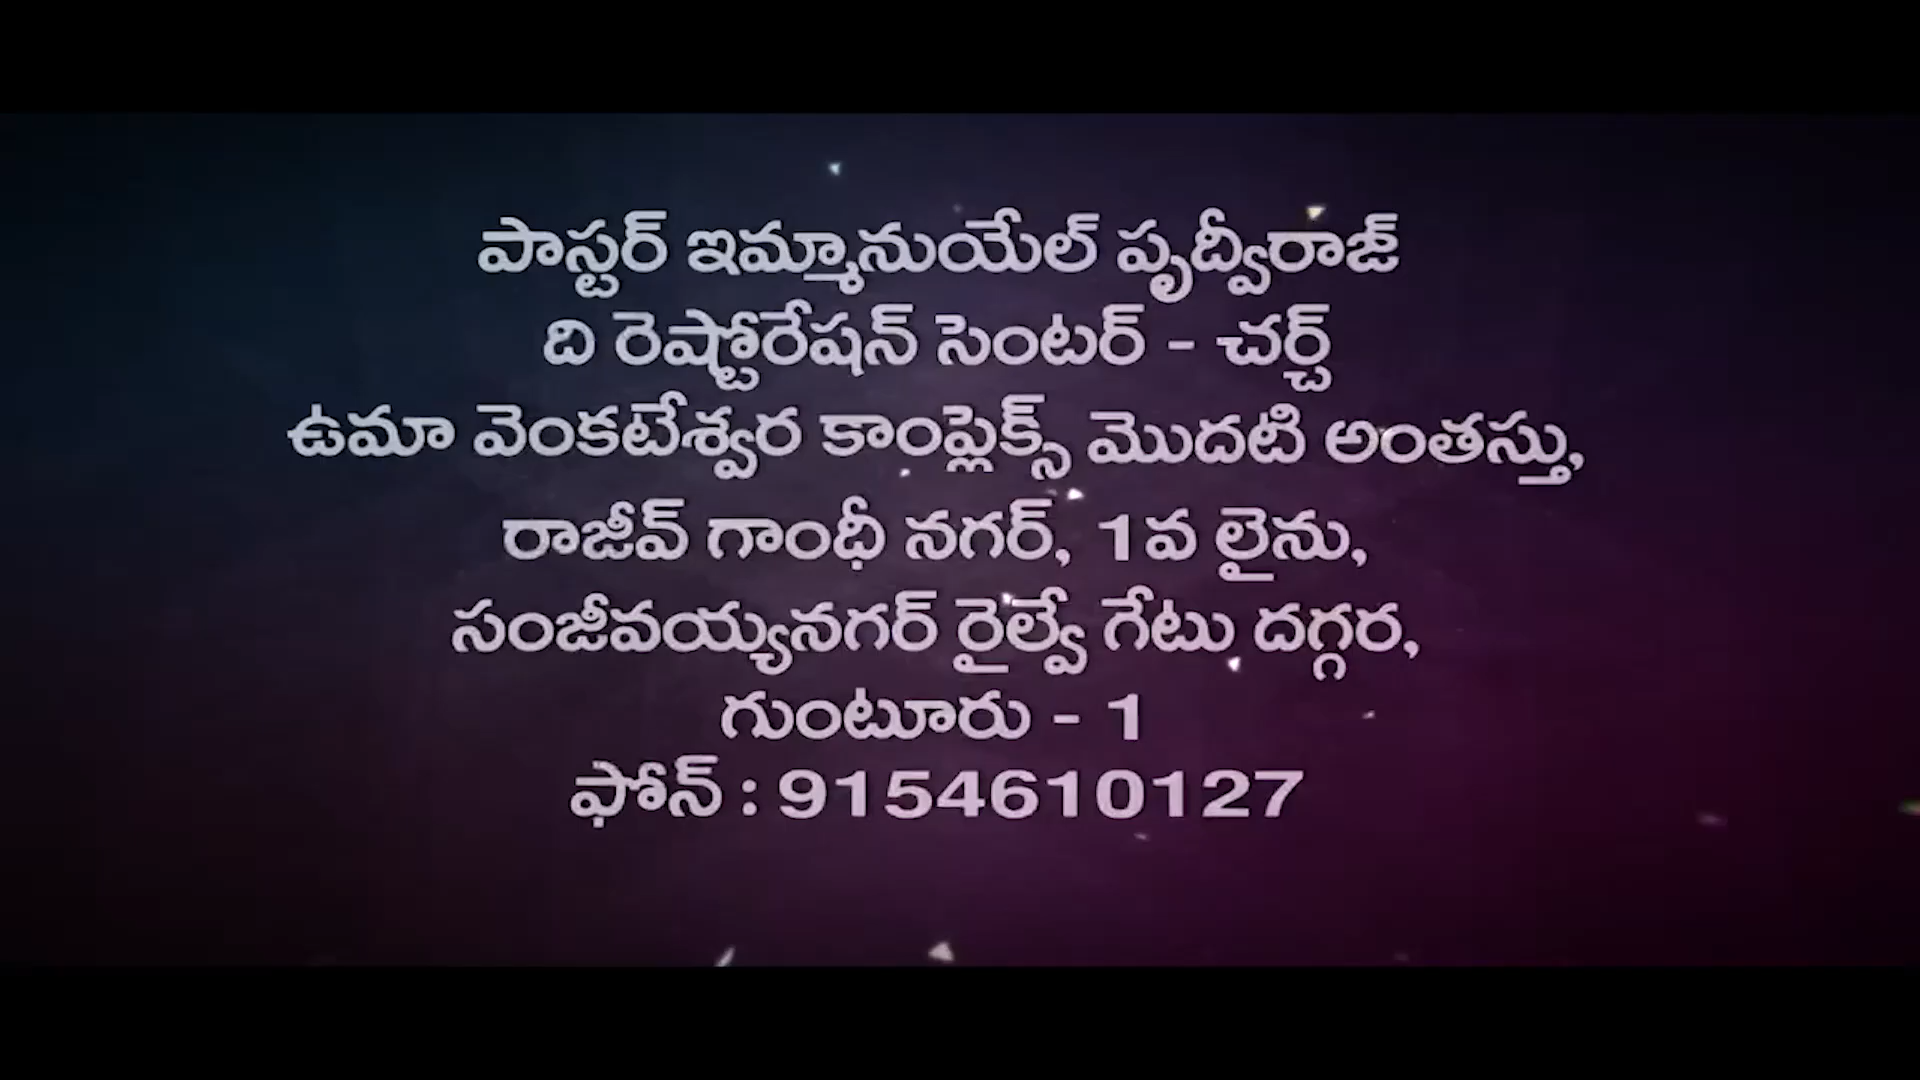 పాస్టర్ ఇమ్మానుయేల్ పృద్వీరాజ్
ది రెష్టోరేషన్ సెంటర్ - చర్చ్
ఉమా వెంకటేశ్వర కాంప్లెక్స్ మొదటి అంతస్తు,
రాజీవ్ గాంధీ నగర్, 1వ లైను,
సంజీవయ్యనగర్ రైల్వే గేటు దగ్గర,
గుంటూరు - 1
ఫోన్ : 9154610127